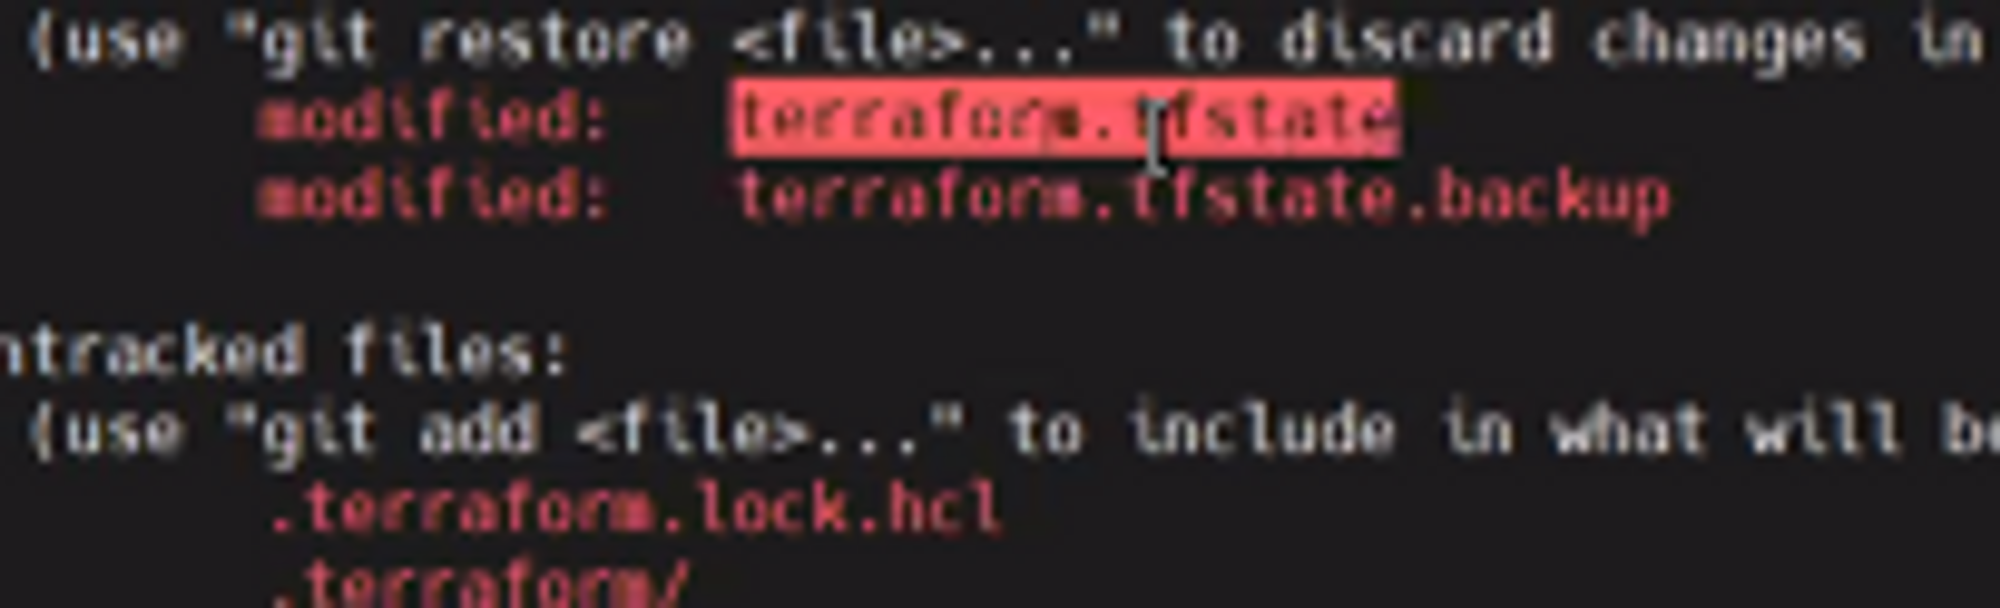 (use "git restore <file>..." to discard changes in
modified: terraform.tfstate
modified: terraform.tfstate.backup
ntracked files:
(use "git add <file>..." to include in what will be
.terraform.lock.hcl
.terraform/